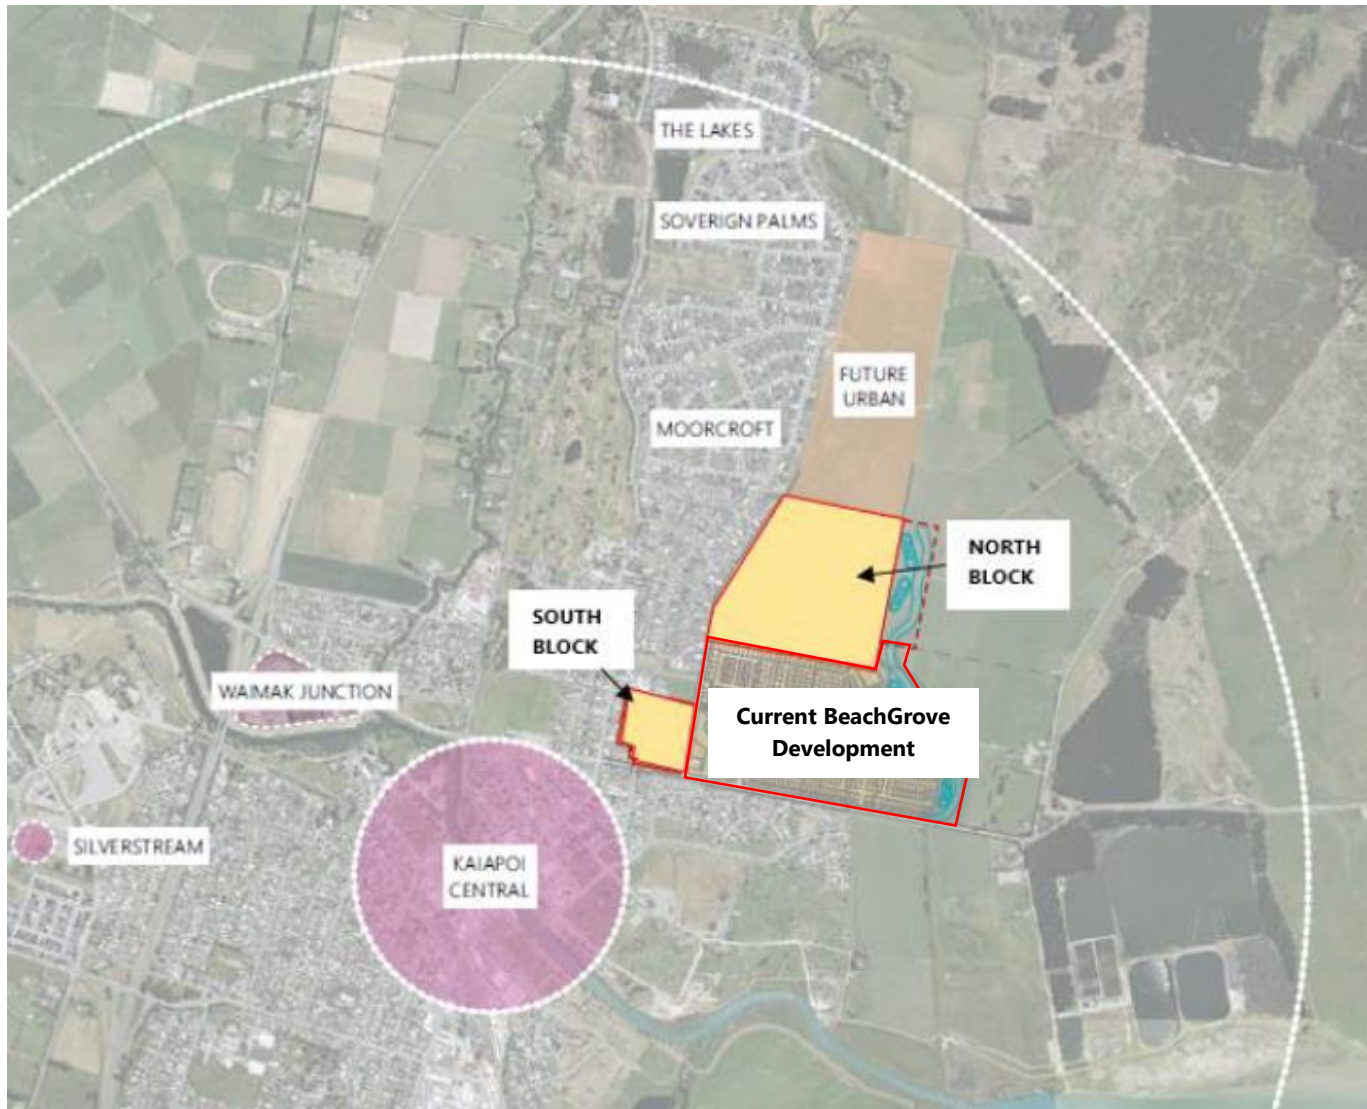 THE LAKES
SOVERIGN PALMS
FUTURE
URBAN
MOORCROFT
NORTH
BLOCK
SOUTH
BLOCK
WAIMAK JUNCTION
Current BeachGrove
Development
SILVERSTREAM
KAIAPOI
CENTRAL